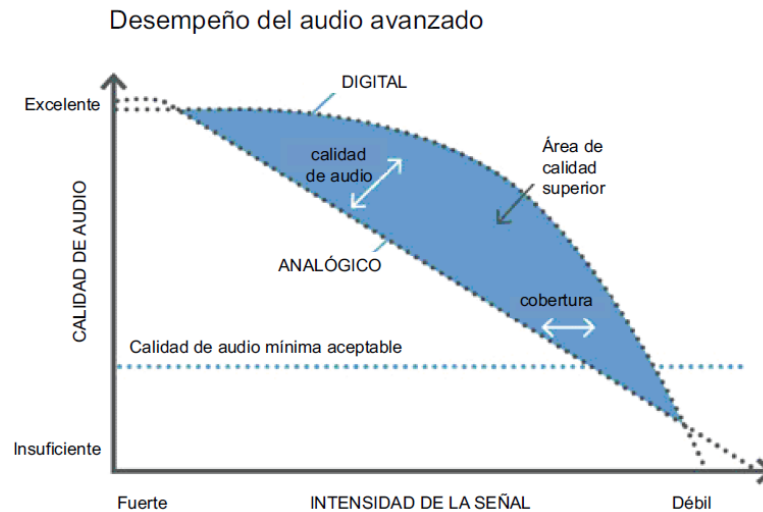 Desempeño del audio avanzado
DIGITAL
Excelente
calidad
de audio
Área de
calidad
superior
CALIDAD DE AUDIO
ANALÓGICO
cobertura
Calidad de audio mínima aceptable
Insuficiente
Fuerte
INTENSIDAD DE LA SEÑAL
Débil